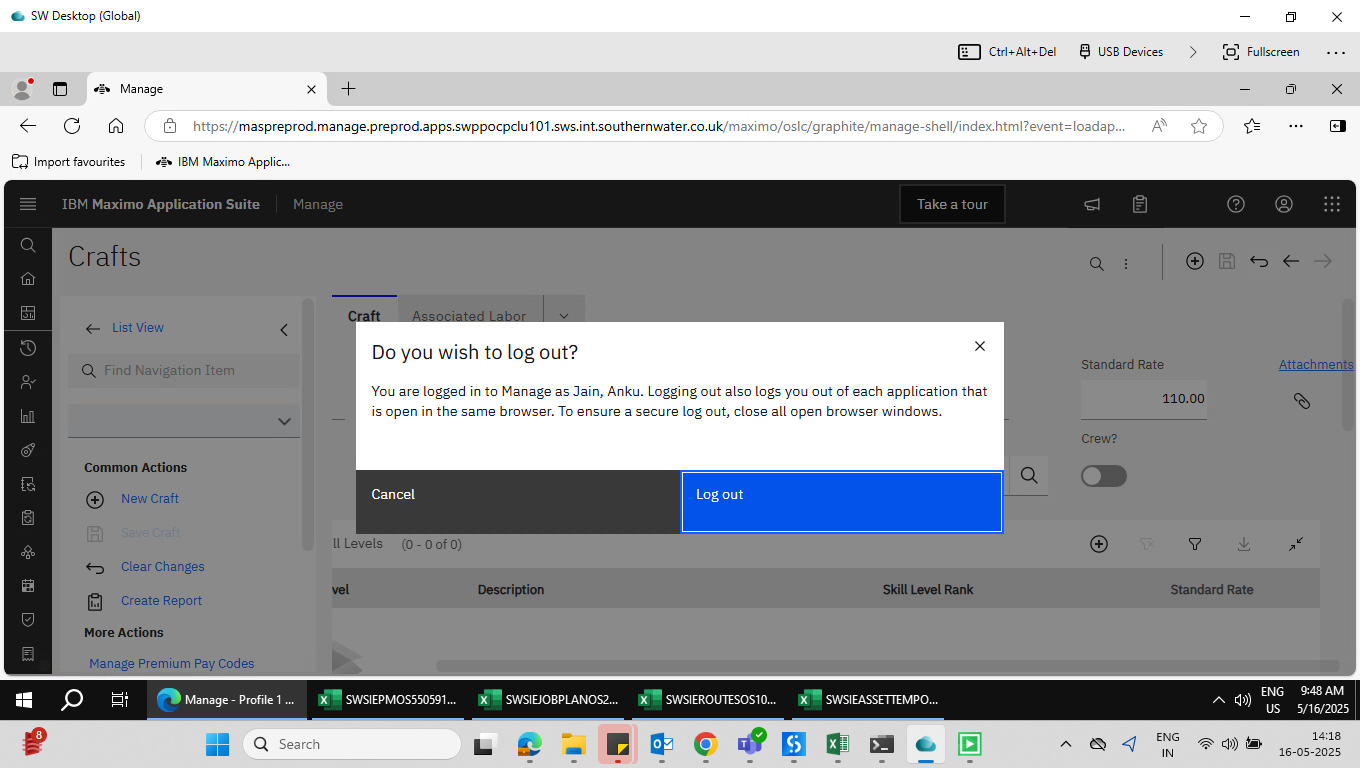 SW Desktop (Global)
Ctrl+Alt+Del
USB Devices
Fullscreen
Manage
https://maspreprod.manage.preprod.apps.swppocpclu101.sws.int.southernwater.co.uk/maximo/oslc/graphite/manage-shell/index.html?event=loadap...
Import favourites
IBM Maximo Applic...
IBM Maximo Application Suite
Manage
Take a tour
Crafts
List View
Find Navigation Item
Common Actions
New Craft
Save Craft
Clear Changes
Create Report
More Actions
Manage Premium Pay Codes
Craft
Associated Labor
Standard Rate
Attachments
110.00
Crew?
Do you wish to log out?
You are logged in to Manage as Jain, Anku. Logging out also logs you out of each application that
is open in the same browser. To ensure a secure log out, close all open browser windows.
Cancel
Log out
ll Levels
(0 - 0 of 0)
vel
Description
Skill Level Rank
Standard Rate
Manage - Profile 1 ...
SWSIEPMOS550591...
SWSIEJOBPLANOS2...
SWSIEROUTESOS10...
SWSIEASSETTEMPO...
ENG
US
9:48 AM
5/16/2025
8
Search
ENG
IN
14:18
16-05-2025